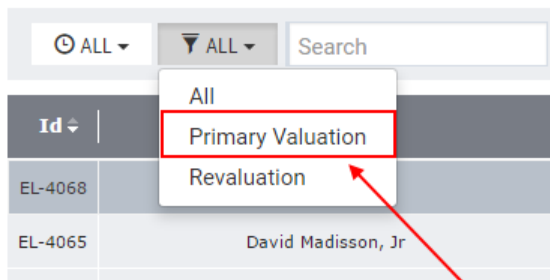 ALL ALL Search
All
Id
Primary Valuation
EL-4068 Revaluation
EL-4065 David Madisson, Jr